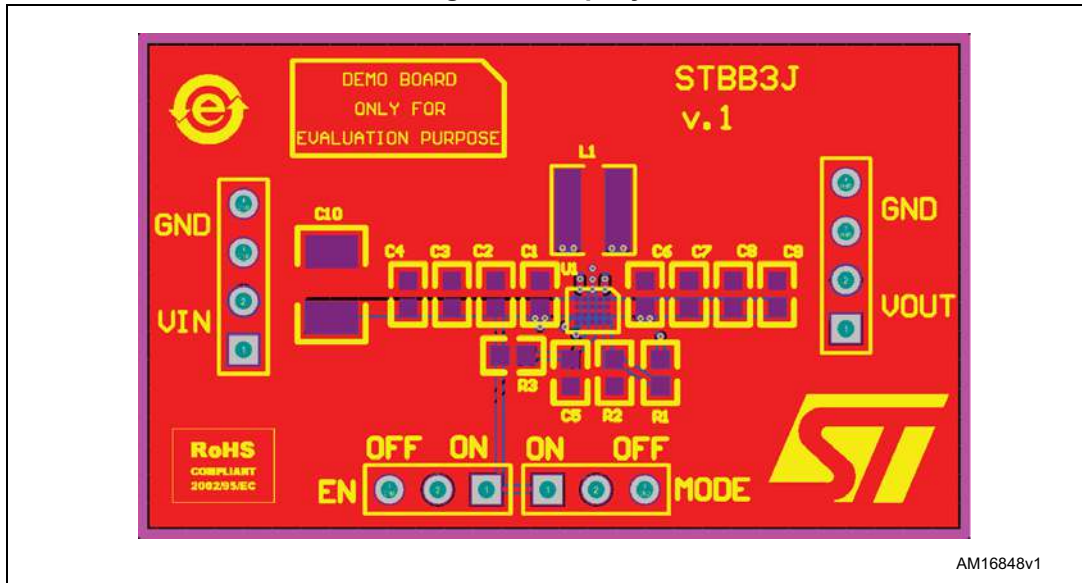 DEMO BOARD
ONLY FOR
EVALUATION PURPOSE
STBB3J
v.1
L1
GND
C10
C4
C3
C2
C1
U1
C6
C7
C8
C9
GND
VIN
VOUT
R3
C5
R2
R1
RoHS
COMPLIANT
2002/95/EC
OFF
ON
ON
OFF
EN
MODE
ST
AM16848v1